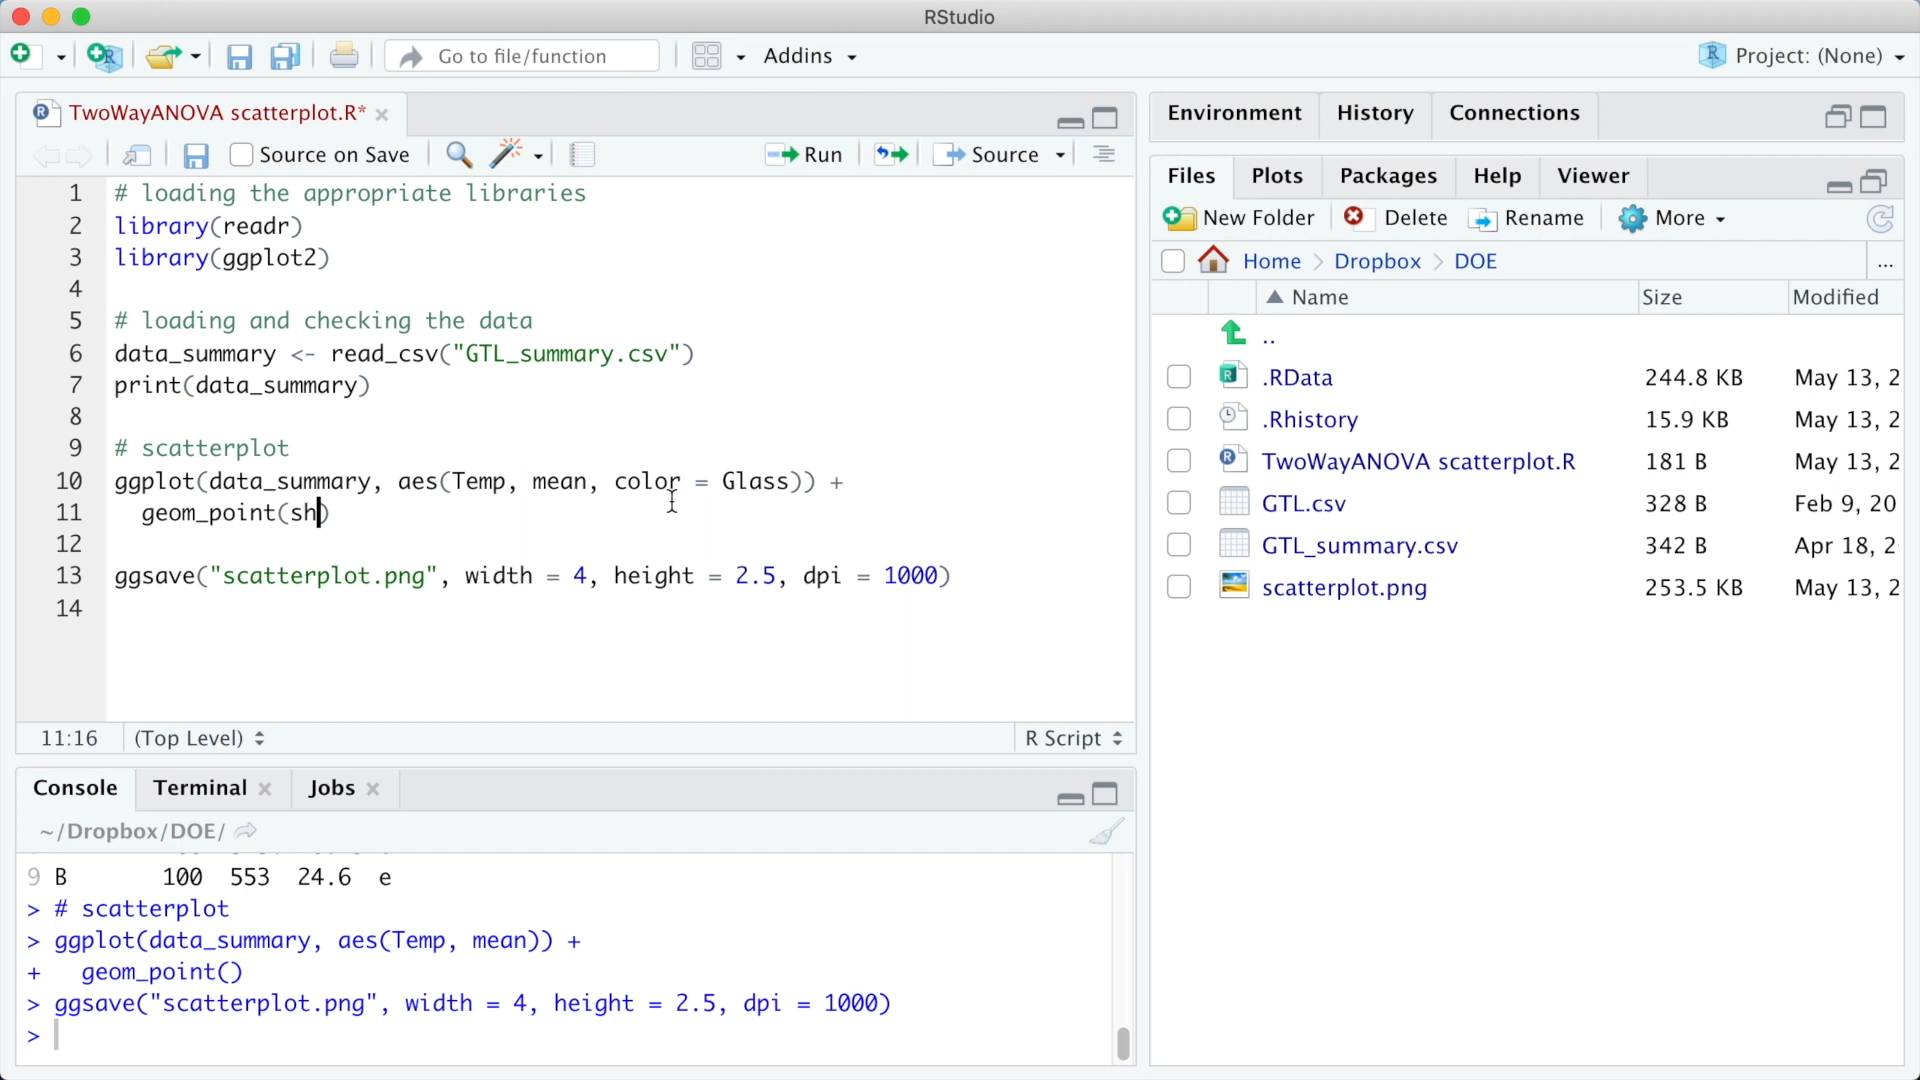 RStudio
Go to file/function
Addins
Project: (None)
TwoWayANOVA scatterplot.R*
Source on Save
Run
Source
1 # loading the appropriate libraries
2 library(readr)
3 library(ggplot2)
4
5 # loading and checking the data
6 data_summary <- read_csv("GTL_summary.csv")
7 print(data_summary)
8
9 # scatterplot
10 ggplot(data_summary, aes(Temp, mean, color = Glass)) +
11 geom_point(sh)
12
13 ggsave("scatterplot.png", width = 4, height = 2.5, dpi = 1000)
14
11:16 (Top Level) R Script
Console Terminal Jobs
~/Dropbox/DOE/
9 B 100 553 24.6 e
> # scatterplot
> ggplot(data_summary, aes(Temp, mean)) +
+ geom_point()
> ggsave("scatterplot.png", width = 4, height = 2.5, dpi = 1000)
>
Environment History Connections
Files Plots Packages Help Viewer
New Folder Delete Rename More
Home > Dropbox > DOE ...
Name Size Modified
..
.RData 244.8 KB May 13, 2
.Rhistory 15.9 KB May 13, 2
TwoWayANOVA scatterplot.R 181 B May 13, 2
GTL.csv 328 B Feb 9, 20
GTL_summary.csv 342 B Apr 18, 2
scatterplot.png 253.5 KB May 13, 2